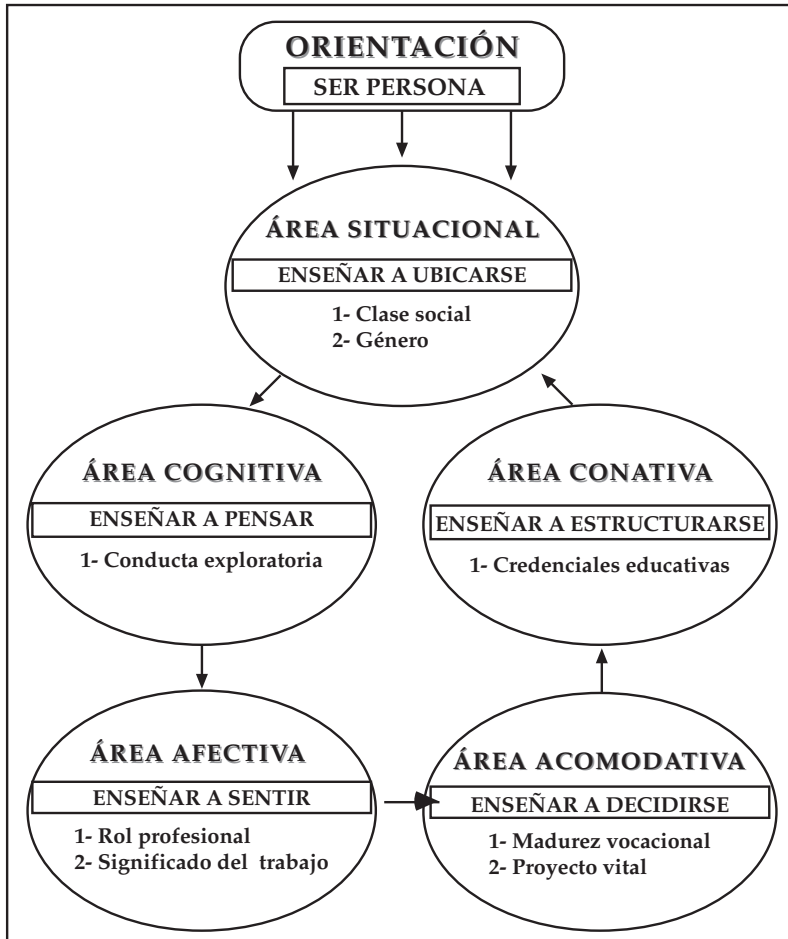 ORIENTACIÓN
SER PERSONA
ÁREA SITUACIONAL
ENSEÑAR A UBICARSE
1- Clase social
2- Género
ÁREA COGNITIVA
ENSEÑAR A PENSAR
1- Conducta exploratoria
ÁREA CONATIVA
ENSEÑAR A ESTRUCTURARSE
1- Credenciales educativas
ÁREA AFECTIVA
ENSEÑAR A SENTIR
1- Rol profesional
2- Significado del trabajo
ÁREA ACOMODATIVA
ENSEÑAR A DECIDIRSE
1- Madurez vocacional
2- Proyecto vital